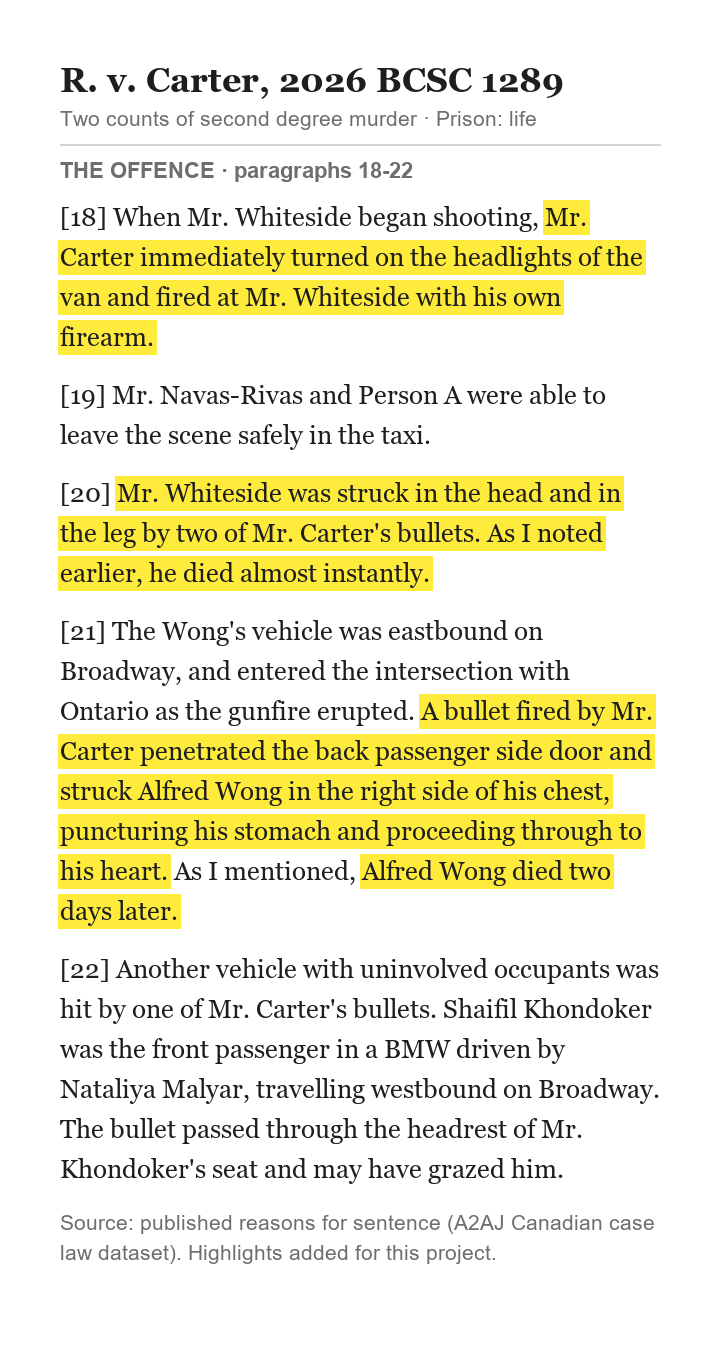 R. v. Carter, 2026 BCSC 1289
Two counts of second degree murder · Prison: life
THE OFFENCE · paragraphs 18-22
[18] When Mr. Whiteside began shooting, Mr.
Carter immediately turned on the headlights of the
van and fired at Mr. Whiteside with his own
firearm.
[19] Mr. Navas-Rivas and Person A were able to
leave the scene safely in the taxi.
[20] Mr. Whiteside was struck in the head and in
the leg by two of Mr. Carter's bullets. As I noted
earlier, he died almost instantly.
[21] The Wong's vehicle was eastbound on
Broadway, and entered the intersection with
Ontario as the gunfire erupted. A bullet fired by Mr.
Carter penetrated the back passenger side door and
struck Alfred Wong in the right side of his chest,
puncturing his stomach and proceeding through to
his heart. As I mentioned, Alfred Wong died two
days later.
[22] Another vehicle with uninvolved occupants was
hit by one of Mr. Carter's bullets. Shaifil Khondoker
was the front passenger in a BMW driven by
Nataliya Malyar, travelling westbound on Broadway.
The bullet passed through the headrest of Mr.
Khondoker's seat and may have grazed him.
Source: published reasons for sentence (A2AJ Canadian case
law dataset). Highlights added for this project.